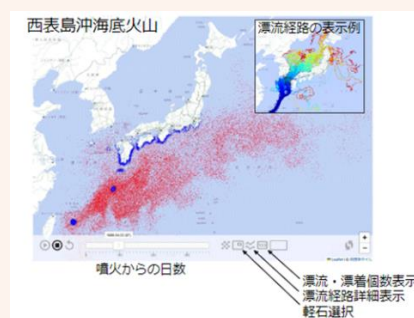 西表島沖海底火山
漂流経路の表示例
噴火からの日数
漂流・漂着個数表示
漂流経路詳細表示
軽石選択